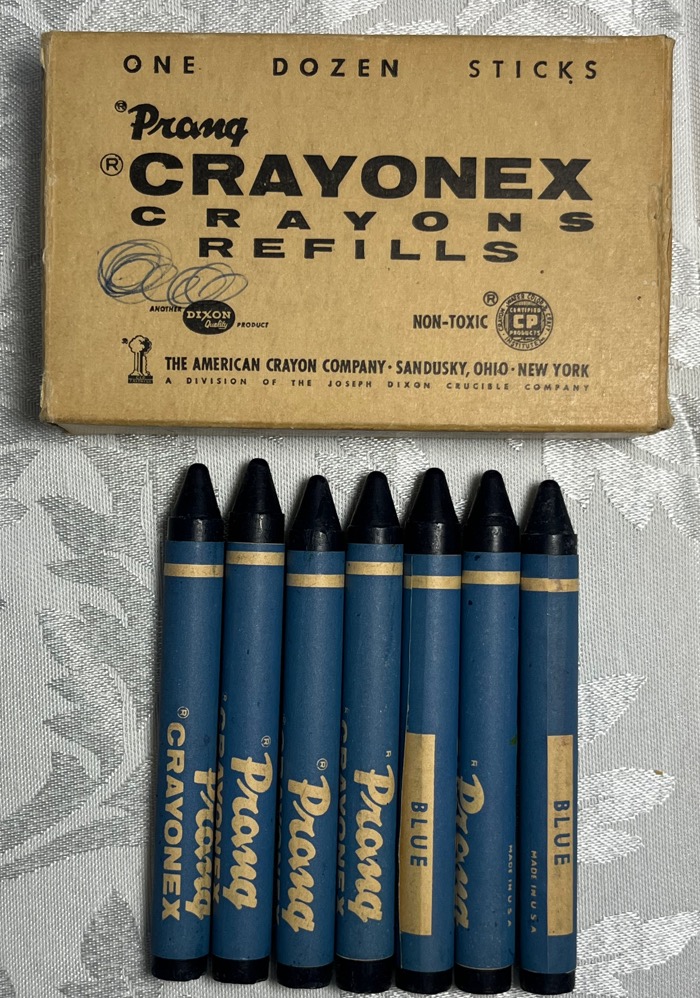 ONE DOZEN STICKS
® Prang
® CRAYONEX
CRAYONS
REFILLS
ANOTHER DIXON Quality PRODUCT
NON-TOXIC ®
CERTIFIED
CP
PRODUCTS
INSTITUTE
THE AMERICAN CRAYON COMPANY · SANDUSKY, OHIO · NEW YORK
A DIVISION OF THE JOSEPH DIXON CRUCIBLE COMPANY
® CRAYONEX
Prang
® Prang
® Prang
CRAYONEX
® Prang
BLUE
® Prang
MADE IN U.S.A
BLUE
MADE IN U.S.A